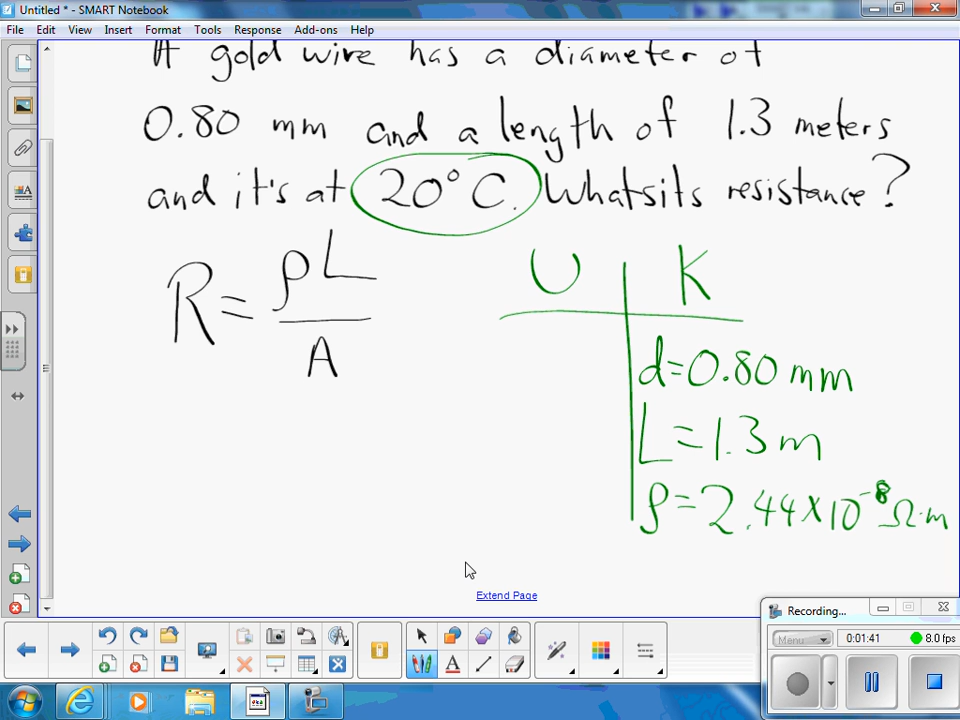 Untitled * - SMART Notebook
File Edit View Insert Format Tools Response Add-ons Help
A gold wire has a diameter of
0.80 mm and a length of 1.3 meters
and it's at 20°C. Whatsits resistance?
R = ρL / A
U K
d=0.80 mm
L = 1.3 m
ρ = 2.44×10⁻⁸ Ω·m
Extend Page
Recording...
Menu 0:01:41 8.0 fps